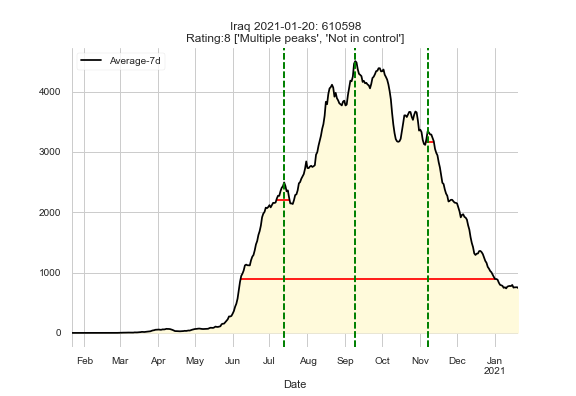 Iraq 2021-01-20: 610598
Rating:8 ['Multiple peaks', 'Not in control']
Average-7d
4000
3000
2000
1000
0
Feb Mar Apr May Jun Jul Aug Sep Oct Nov Dec Jan
2021
Date